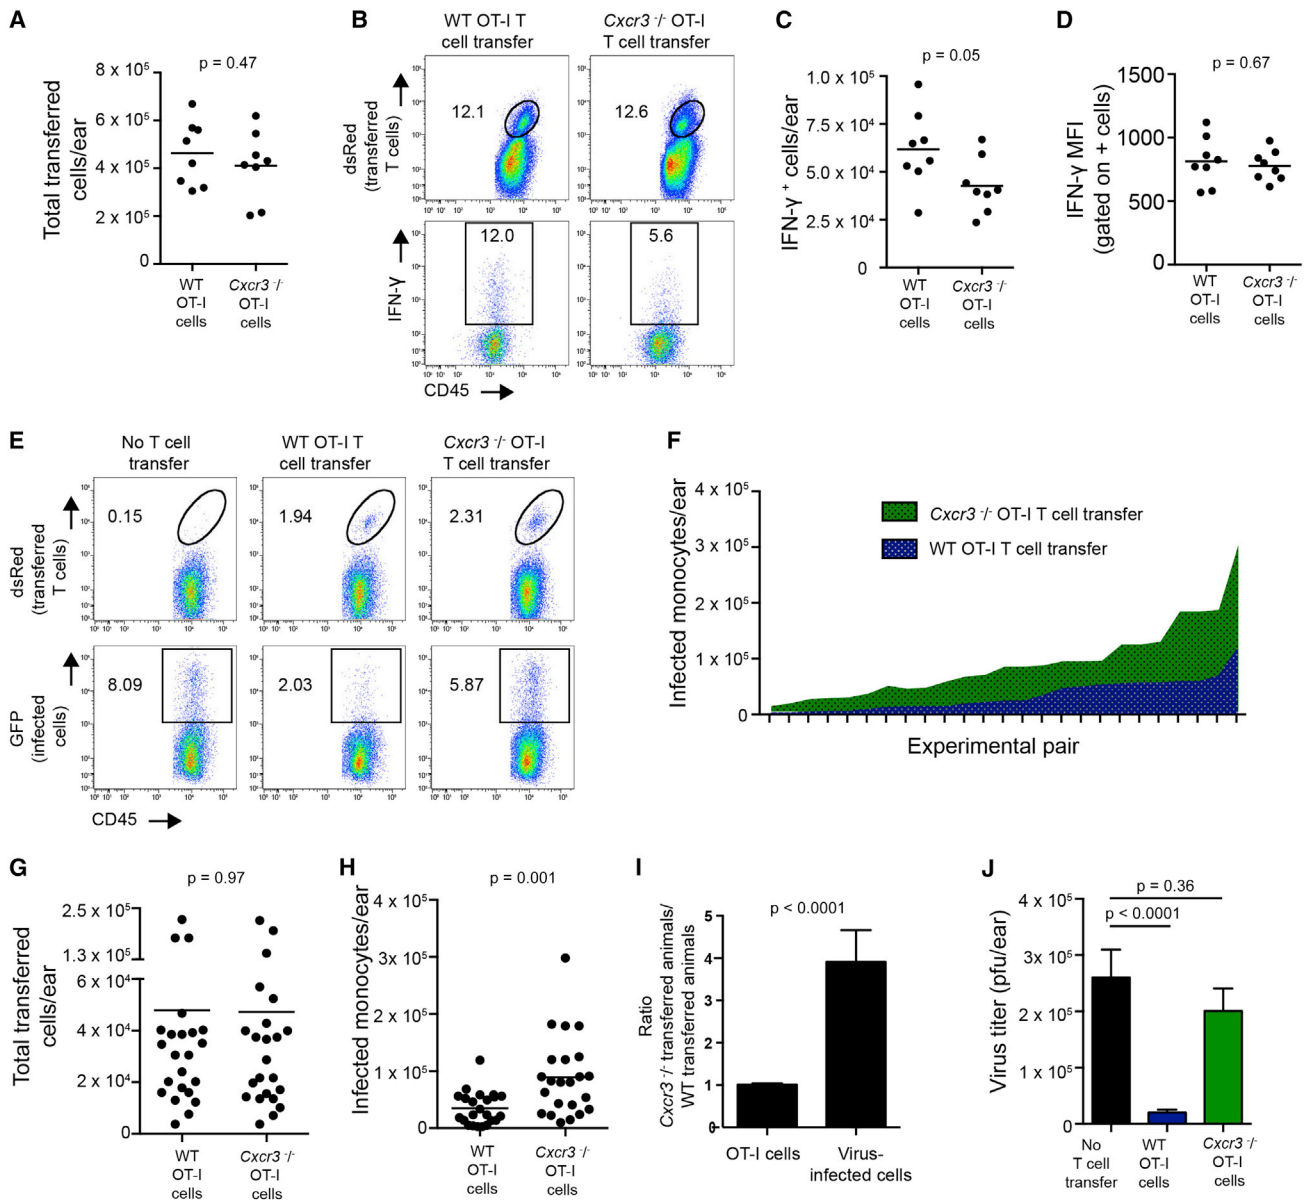 A
p = 0.47
Total transferred
cells/ear
8 x 10⁵
6 x 10⁵
4 x 10⁵
2 x 10⁵
0
WT
OT-I
cells
Cxcr3 -/-
OT-I
cells
B
WT OT-I T
cell transfer
Cxcr3 -/- OT-I
T cell transfer
dsRed
(transferred
T cells)
12.1
12.6
IFN-γ
12.0
5.6
CD45
C
p = 0.05
IFN-γ + cells/ear
1.0 x 10⁵
7.5 x 10⁴
5.0 x 10⁴
2.5 x 10⁴
0
WT
OT-I
cells
Cxcr3 -/-
OT-I
cells
D
p = 0.67
IFN-γ MFI
(gated on + cells)
1500
1000
500
0
WT
OT-I
cells
Cxcr3 -/-
OT-I
cells
E
No T cell
transfer
WT OT-I T
cell transfer
Cxcr3 -/- OT-I
T cell transfer
dsRed
(transferred
T cells)
0.15
1.94
2.31
GFP
(infected
cells)
8.09
2.03
5.87
CD45
F
Infected monocytes/ear
4 x 10⁵
3 x 10⁵
2 x 10⁵
1 x 10⁵
0
Cxcr3 -/- OT-I T cell transfer
WT OT-I T cell transfer
Experimental pair
G
p = 0.97
Total transferred
cells/ear
2.5 x 10⁵
1.3 x 10⁵
6 x 10⁴
4 x 10⁴
2 x 10⁴
0
WT
OT-I
cells
Cxcr3 -/-
OT-I
cells
H
p = 0.001
Infected monocytes/ear
4 x 10⁵
3 x 10⁵
2 x 10⁵
1 x 10⁵
0
WT
OT-I
cells
Cxcr3 -/-
OT-I
cells
I
p < 0.0001
Ratio
Cxcr3 -/- transferred animals/
WT transferred animals
5
4
3
2
1
0
OT-I cells
Virus-
infected cells
J
p = 0.36
p < 0.0001
Virus titer (pfu/ear)
4 x 10⁵
3x 10⁵
2x 10⁵
1 x 10⁵
0
No
T cell
transfer
WT
OT-I
cells
Cxcr3 -/-
OT-I
cells